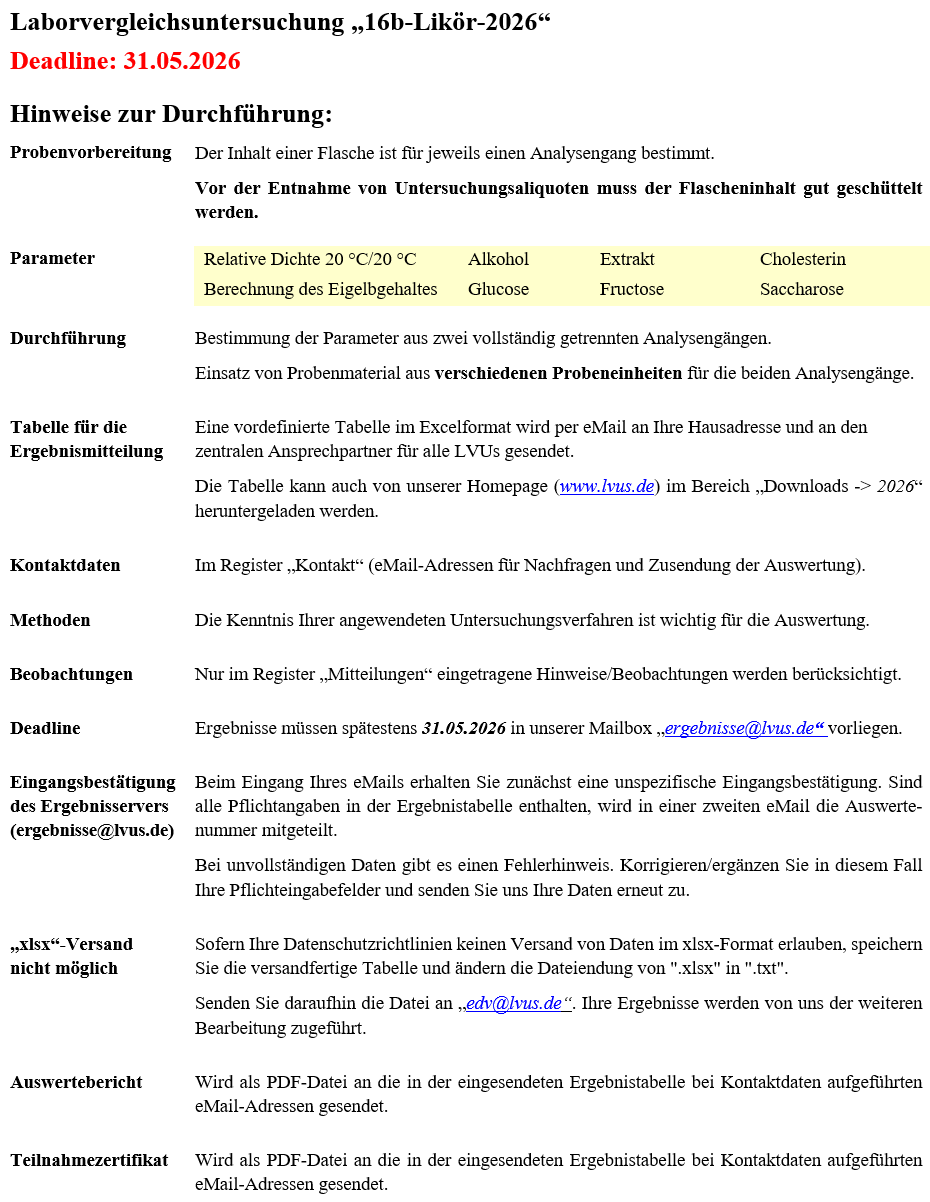 Laborvergleichsuntersuchung „16b-Likör-2026“
Deadline: 31.05.2026
Hinweise zur Durchführung:
Probenvorbereitung Der Inhalt einer Flasche ist für jeweils einen Analysengang bestimmt.
Vor der Entnahme von Untersuchungsaliquoten muss der Flascheninhalt gut geschüttelt
werden.
Parameter Relative Dichte 20 °C/20 °C Alkohol Extrakt Cholesterin
Berechnung des Eigelbgehaltes Glucose Fructose Saccharose
Durchführung Bestimmung der Parameter aus zwei vollständig getrennten Analysengängen.
Einsatz von Probenmaterial aus verschiedenen Probeneinheiten für die beiden Analysengänge.
Tabelle für die Eine vordefinierte Tabelle im Excelformat wird per eMail an Ihre Hausadresse und an den
Ergebnismitteilung zentralen Ansprechpartner für alle LVUs gesendet.
Die Tabelle kann auch von unserer Homepage (www.lvus.de) im Bereich „Downloads -> 2026“
heruntergeladen werden.
Kontaktdaten Im Register „Kontakt“ (eMail-Adressen für Nachfragen und Zusendung der Auswertung).
Methoden Die Kenntnis Ihrer angewendeten Untersuchungsverfahren ist wichtig für die Auswertung.
Beobachtungen Nur im Register „Mitteilungen“ eingetragene Hinweise/Beobachtungen werden berücksichtigt.
Deadline Ergebnisse müssen spätestens 31.05.2026 in unserer Mailbox „ergebnisse@lvus.de“ vorliegen.
Eingangsbestätigung Beim Eingang Ihres eMails erhalten Sie zunächst eine unspezifische Eingangsbestätigung. Sind
des Ergebnisservers alle Pflichtangaben in der Ergebnistabelle enthalten, wird in einer zweiten eMail die Auswerte-
(ergebnisse@lvus.de) nummer mitgeteilt.
Bei unvollständigen Daten gibt es einen Fehlerhinweis. Korrigieren/ergänzen Sie in diesem Fall
Ihre Pflichteingabefelder und senden Sie uns Ihre Daten erneut zu.
„xlsx“-Versand Sofern Ihre Datenschutzrichtlinien keinen Versand von Daten im xlsx-Format erlauben, speichern
nicht möglich Sie die versandfertige Tabelle und ändern die Dateiendung von ".xlsx" in ".txt".
Senden Sie daraufhin die Datei an „edv@lvus.de“. Ihre Ergebnisse werden von uns der weiteren
Bearbeitung zugeführt.
Auswertebericht Wird als PDF-Datei an die in der eingesendeten Ergebnistabelle bei Kontaktdaten aufgeführten
eMail-Adressen gesendet.
Teilnahmezertifikat Wird als PDF-Datei an die in der eingesendeten Ergebnistabelle bei Kontaktdaten aufgeführten
eMail-Adressen gesendet.